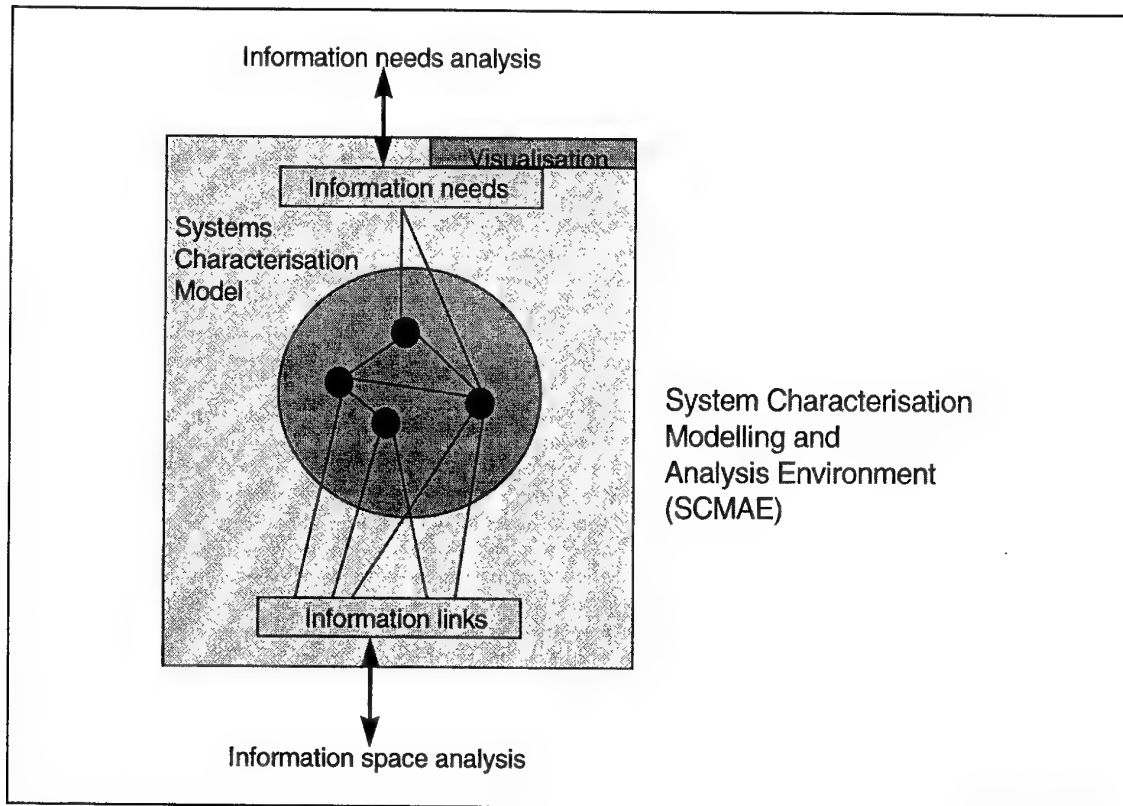 Information needs analysis
Visualisation
Information needs
Systems
Characterisation
Model
System Characterisation
Modelling and
Analysis Environment
(SCMAE)
Information links
Information space analysis